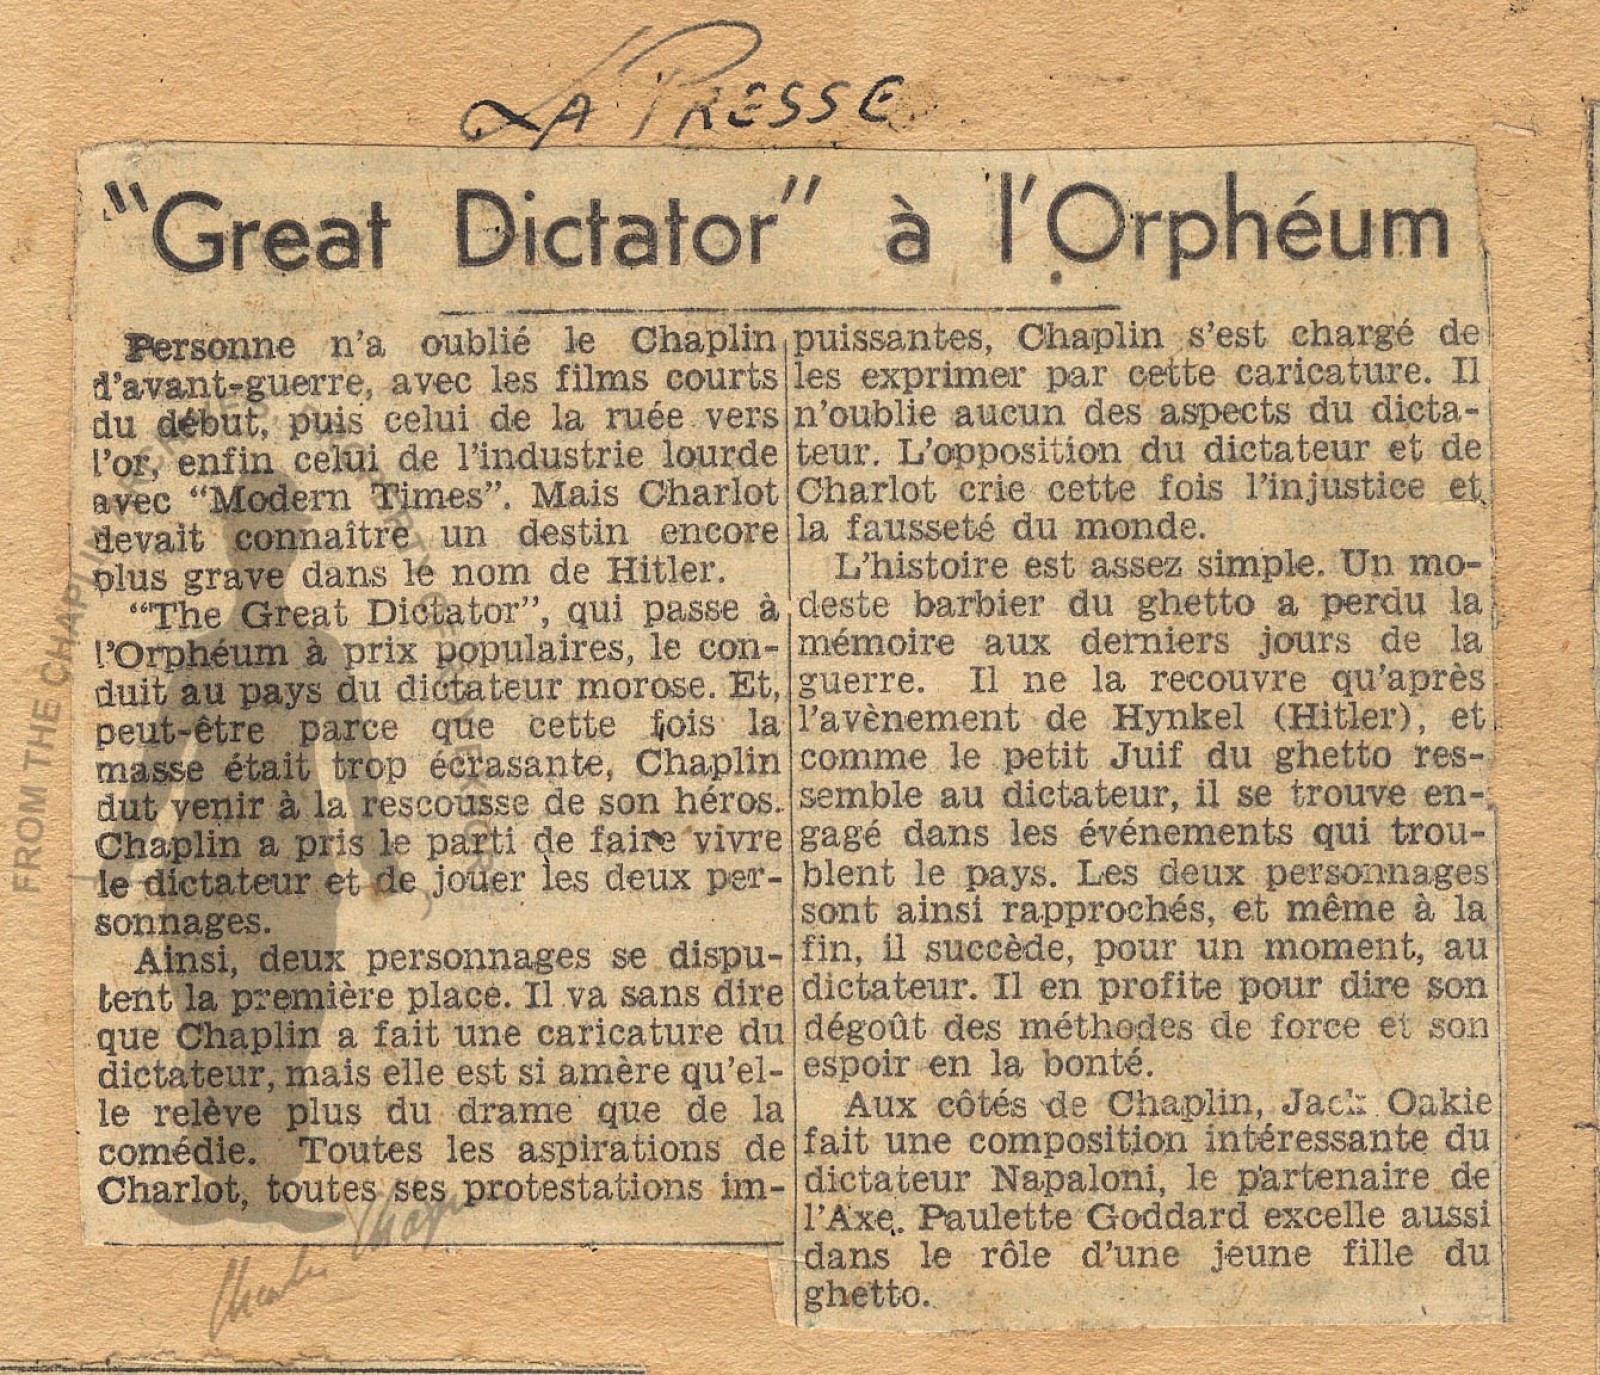 LA PRESSE
"Great Dictator" à l'Orphéum
Personne n'a oublié le Chaplin
d'avant-guerre, avec les films courts
du début, puis celui de la ruée vers
l'or, enfin celui de l'industrie lourde
avec "Modern Times". Mais Charlot
devait connaître un destin encore
plus grave dans le nom de Hitler.
"The Great Dictator", qui passe à
l'Orphéum à prix populaires, le con-
duit au pays du dictateur morose. Et,
peut-être parce que cette fois la
masse était trop écrasante, Chaplin
dut venir à la rescousse de son héros.
Chaplin a pris le parti de faire vivre
le dictateur et de jouer les deux per-
sonnages.
Ainsi, deux personnages se dispu-
tent la première place. Il va sans dire
que Chaplin a fait une caricature du
dictateur, mais elle est si amère qu'el-
le relève plus du drame que de la
comédie. Toutes les aspirations de
Charlot, toutes ses protestations im-
puissantes, Chaplin s'est chargé de
les exprimer par cette caricature. Il
n'oublie aucun des aspects du dicta-
teur. L'opposition du dictateur et de
Charlot crie cette fois l'injustice et
la fausseté du monde.
L'histoire est assez simple. Un mo-
deste barbier du ghetto a perdu la
mémoire aux derniers jours de la
guerre. Il ne la recouvre qu'après
l'avènement de Hynkel (Hitler), et
comme le petit Juif du ghetto res-
semble au dictateur, il se trouve en-
gagé dans les événements qui trou-
blent le pays. Les deux personnages
sont ainsi rapprochés, et même à la
fin, il succède, pour un moment, au
dictateur. Il en profite pour dire son
dégoût des méthodes de force et son
espoir en la bonté.
Aux côtés de Chaplin, Jack Oakie
fait une composition intéressante du
dictateur Napaloni, le partenaire de
l'Axe. Paulette Goddard excelle aussi
dans le rôle d'une jeune fille du
ghetto.
FROM THE CHAPLIN
Charlie Chaplin